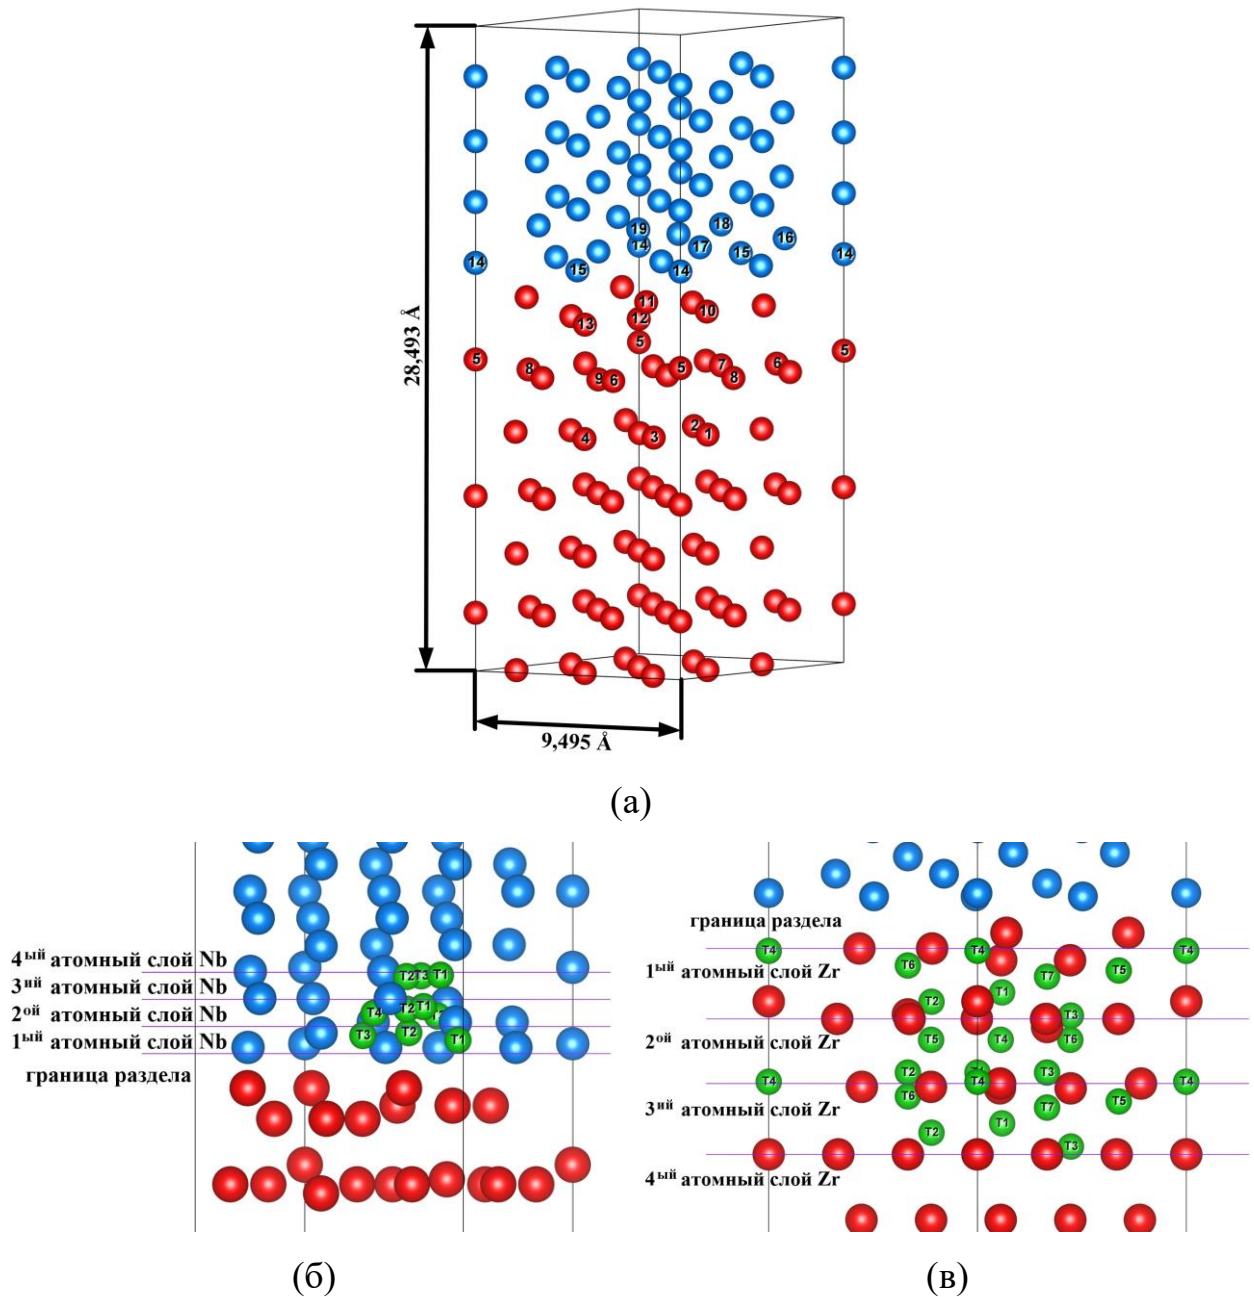 19
18
14
17
15
16
14
15
14
14
11
10
12
13
5
5
5
7
6
8
8
9
6
5
2
1
4
3
28,493 Å
9,495 Å
(а)
4ый атомный слой Nb
3ий атомный слой Nb
2ой атомный слой Nb
1ый атомный слой Nb
граница раздела
T2 T3 T1
T4 T2 T1
T3 T2 T1
(б)
граница раздела
T4 T4 T4
1ый атомный слой Zr
T6 T7 T5
T2 T1
T3
2ой атомный слой Zr
T5 T4 T6
T2 T3
T4 T4 T4
3ий атомный слой Zr
T6 T7 T5
T2 T1
T3
4ый атомный слой Zr
(в)